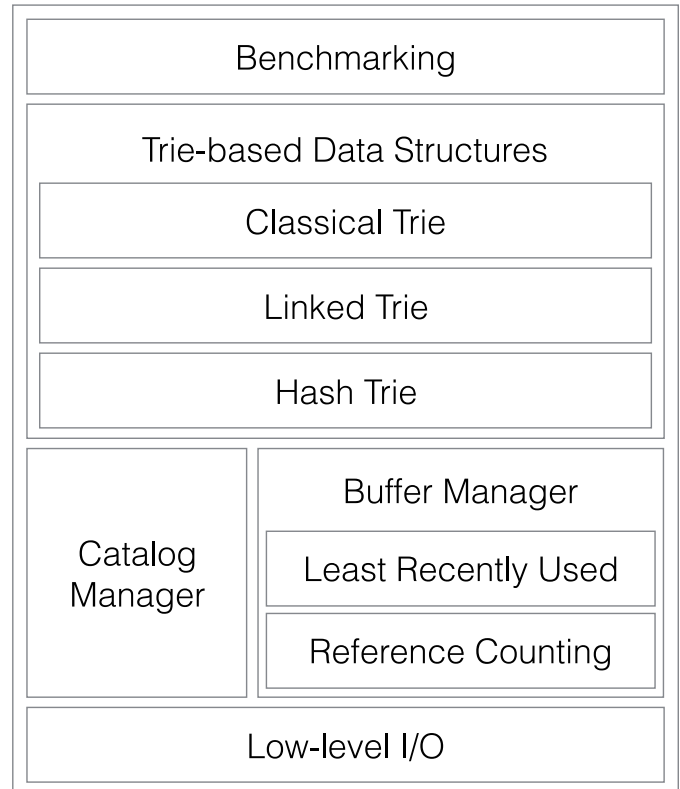 Benchmarking
Trie-based Data Structures
Classical Trie
Linked Trie
Hash Trie
Catalog
Manager
Buffer Manager
Least Recently Used
Reference Counting
Low-level I/O